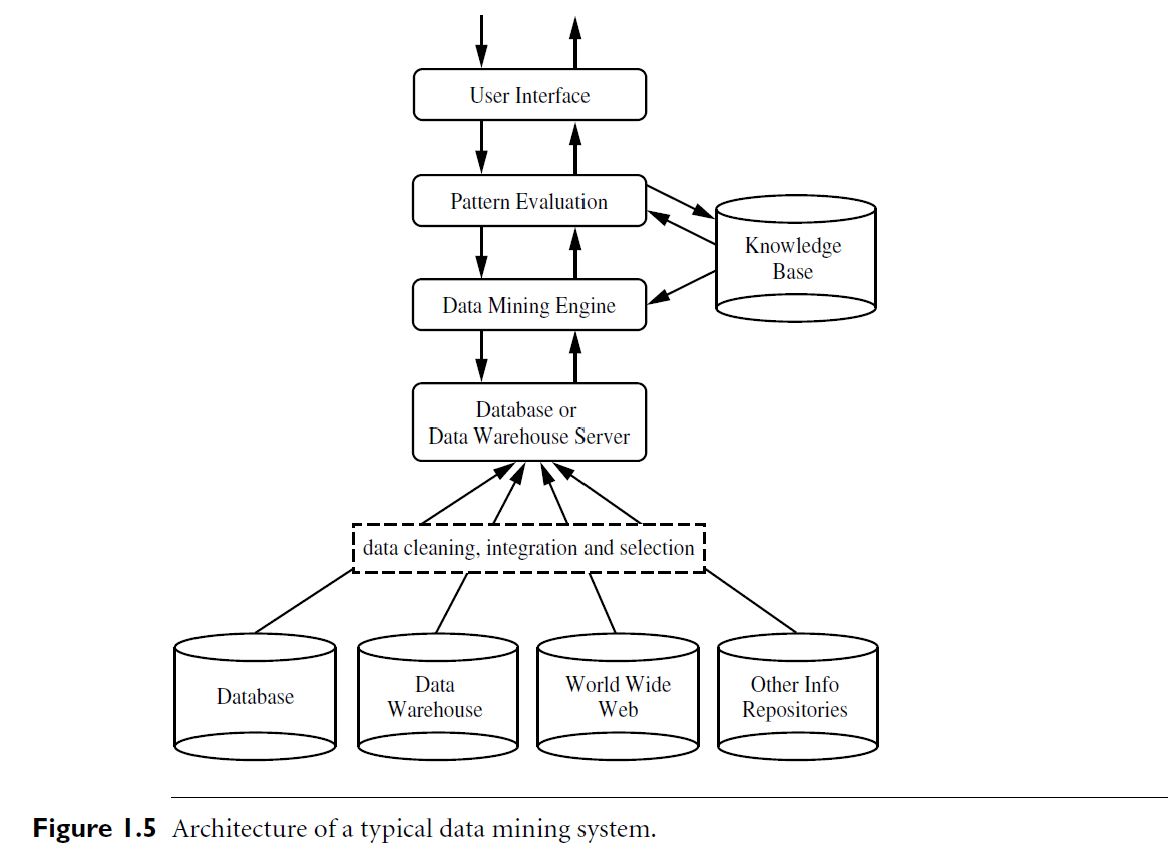 User Interface
Pattern Evaluation
Knowledge
Base
Data Mining Engine
Database or
Data Warehouse Server
data cleaning, integration and selection
Database
Data
Warehouse
World Wide
Web
Other Info
Repositories
Figure 1.5 Architecture of a typical data mining system.